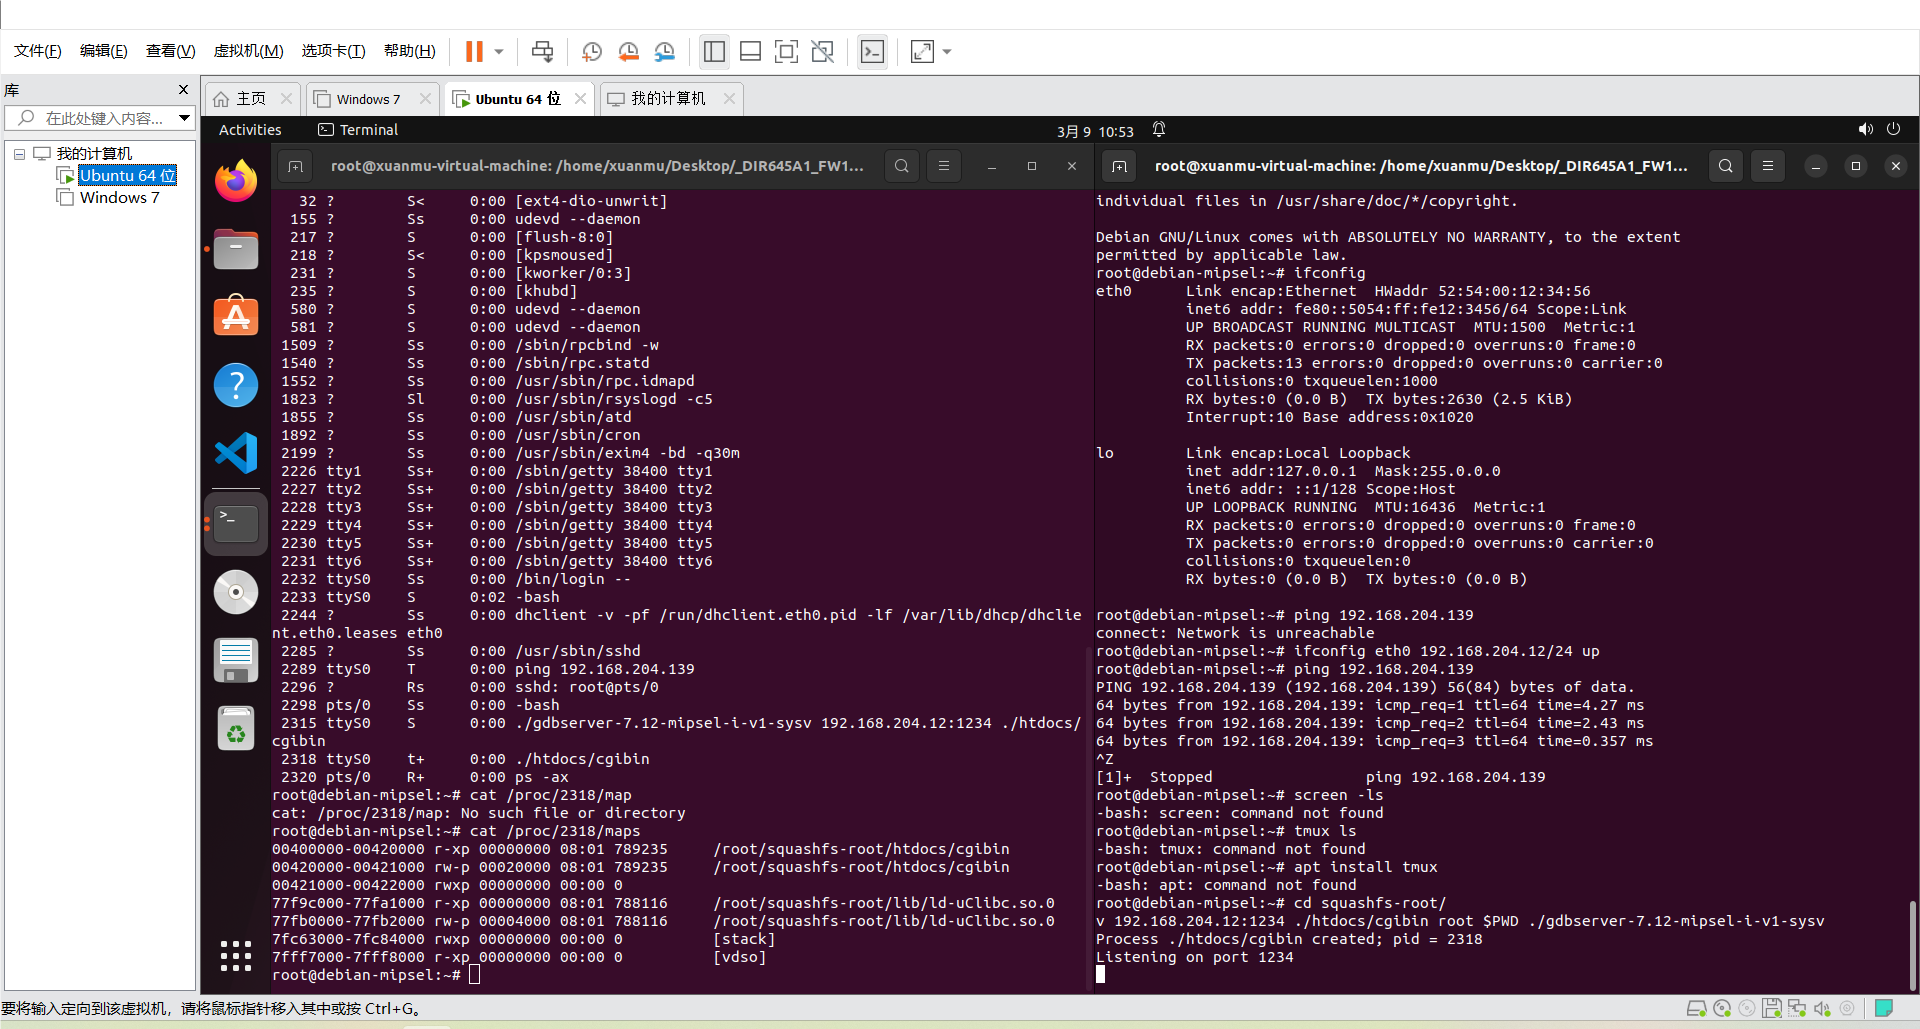 文件(F) 编辑(E) 查看(V) 虚拟机(M) 选项卡(T) 帮助(H)
库
在此处键入内容...
我的计算机
Ubuntu 64 位
Windows 7
主页 Windows 7 Ubuntu 64 位 我的计算机
Activities Terminal 3月 9 10:53
root@xuanmu-virtual-machine: /home/xuanmu/Desktop/_DIR645A1_FW1...
32 ? S< 0:00 [ext4-dio-unwrit]
155 ? Ss 0:00 udevd --daemon
217 ? S 0:00 [flush-8:0]
218 ? S< 0:00 [kpsmoused]
231 ? S 0:00 [kworker/0:3]
235 ? S 0:00 [khubd]
580 ? S 0:00 udevd --daemon
581 ? S 0:00 udevd --daemon
1509 ? Ss 0:00 /sbin/rpcbind -w
1540 ? Ss 0:00 /sbin/rpc.statd
1552 ? Ss 0:00 /usr/sbin/rpc.idmapd
1823 ? Sl 0:00 /usr/sbin/rsyslogd -c5
1855 ? Ss 0:00 /usr/sbin/atd
1892 ? Ss 0:00 /usr/sbin/cron
2199 ? Ss 0:00 /usr/sbin/exim4 -bd -q30m
2226 tty1 Ss+ 0:00 /sbin/getty 38400 tty1
2227 tty2 Ss+ 0:00 /sbin/getty 38400 tty2
2228 tty3 Ss+ 0:00 /sbin/getty 38400 tty3
2229 tty4 Ss+ 0:00 /sbin/getty 38400 tty4
2230 tty5 Ss+ 0:00 /sbin/getty 38400 tty5
2231 tty6 Ss+ 0:00 /sbin/getty 38400 tty6
2232 ttyS0 Ss 0:00 /bin/login --
2233 ttyS0 S 0:02 -bash
2244 ? Ss 0:00 dhclient -v -pf /run/dhclient.eth0.pid -lf /var/lib/dhcp/dhclie
nt.eth0.leases eth0
2285 ? Ss 0:00 /usr/sbin/sshd
2289 ttyS0 T 0:00 ping 192.168.204.139
2296 ? Rs 0:00 sshd: root@pts/0
2298 pts/0 Ss 0:00 -bash
2315 ttyS0 S 0:00 ./gdbserver-7.12-mipsel-i-v1-sysv 192.168.204.12:1234 ./htdocs/
cgibin
2318 ttyS0 t+ 0:00 ./htdocs/cgibin
2320 pts/0 R+ 0:00 ps -ax
root@debian-mipsel:~# cat /proc/2318/map
cat: /proc/2318/map: No such file or directory
root@debian-mipsel:~# cat /proc/2318/maps
00400000-00420000 r-xp 00000000 08:01 789235 /root/squashfs-root/htdocs/cgibin
00420000-00421000 rw-p 00020000 08:01 789235 /root/squashfs-root/htdocs/cgibin
00421000-00422000 rwxp 00000000 00:00 0
77f9c000-77fa1000 r-xp 00000000 08:01 788116 /root/squashfs-root/lib/ld-uClibc.so.0
77fb0000-77fb2000 rw-p 00004000 08:01 788116 /root/squashfs-root/lib/ld-uClibc.so.0
7fc63000-7fc84000 rwxp 00000000 00:00 0 [stack]
7fff7000-7fff8000 r-xp 00000000 00:00 0 [vdso]
root@debian-mipsel:~#
root@xuanmu-virtual-machine: /home/xuanmu/Desktop/_DIR645A1_FW1...
individual files in /usr/share/doc/*/copyright.
Debian GNU/Linux comes with ABSOLUTELY NO WARRANTY, to the extent
permitted by applicable law.
root@debian-mipsel:~# ifconfig
eth0 Link encap:Ethernet HWaddr 52:54:00:12:34:56
inet6 addr: fe80::5054:ff:fe12:3456/64 Scope:Link
UP BROADCAST RUNNING MULTICAST MTU:1500 Metric:1
RX packets:0 errors:0 dropped:0 overruns:0 frame:0
TX packets:13 errors:0 dropped:0 overruns:0 carrier:0
collisions:0 txqueuelen:1000
RX bytes:0 (0.0 B) TX bytes:2630 (2.5 KiB)
Interrupt:10 Base address:0x1020
lo Link encap:Local Loopback
inet addr:127.0.0.1 Mask:255.0.0.0
inet6 addr: ::1/128 Scope:Host
UP LOOPBACK RUNNING MTU:16436 Metric:1
RX packets:0 errors:0 dropped:0 overruns:0 frame:0
TX packets:0 errors:0 dropped:0 overruns:0 carrier:0
collisions:0 txqueuelen:0
RX bytes:0 (0.0 B) TX bytes:0 (0.0 B)
root@debian-mipsel:~# ping 192.168.204.139
connect: Network is unreachable
root@debian-mipsel:~# ifconfig eth0 192.168.204.12/24 up
root@debian-mipsel:~# ping 192.168.204.139
PING 192.168.204.139 (192.168.204.139) 56(84) bytes of data.
64 bytes from 192.168.204.139: icmp_req=1 ttl=64 time=4.27 ms
64 bytes from 192.168.204.139: icmp_req=2 ttl=64 time=2.43 ms
64 bytes from 192.168.204.139: icmp_req=3 ttl=64 time=0.357 ms
^Z
[1]+ Stopped ping 192.168.204.139
root@debian-mipsel:~# screen -ls
-bash: screen: command not found
root@debian-mipsel:~# tmux ls
-bash: tmux: command not found
root@debian-mipsel:~# apt install tmux
-bash: apt: command not found
root@debian-mipsel:~# cd squashfs-root/
v 192.168.204.12:1234 ./htdocs/cgibin root $PWD ./gdbserver-7.12-mipsel-i-v1-sysv
Process ./htdocs/cgibin created; pid = 2318
Listening on port 1234
要将输入定向到该虚拟机，请将鼠标指针移入其中或按 Ctrl+G。